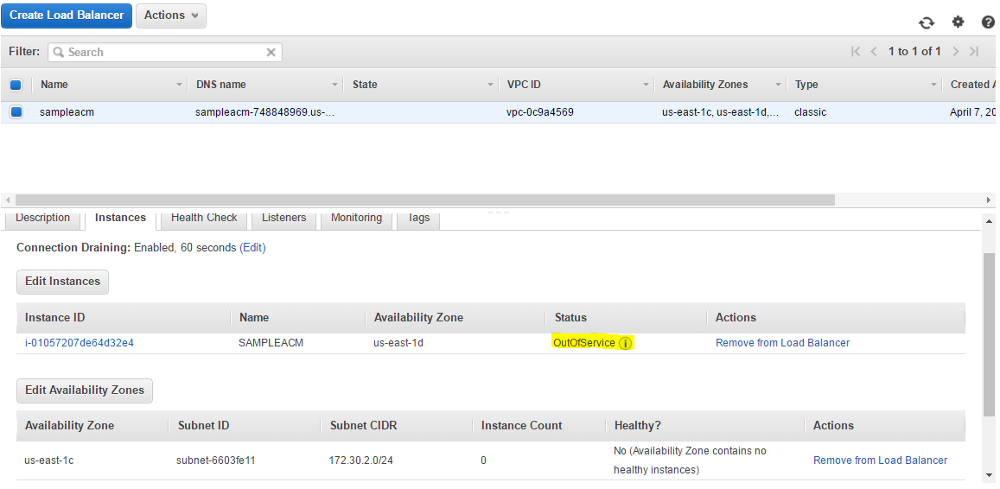 Create Load Balancer Actions
Filter: Search 1 to 1 of 1
Name DNS name State VPC ID Availability Zones Type Created A
sampleacm sampleacm-748848969.us-... vpc-0c9a4569 us-east-1c, us-east-1d,... classic April 7, 20
Description Instances Health Check Listeners Monitoring Tags
Connection Draining: Enabled, 60 seconds (Edit)
Edit Instances
Instance ID Name Availability Zone Status Actions
i-01057207de64d32e4 SAMPLEACM us-east-1d OutOfService Remove from Load Balancer
Edit Availability Zones
Availability Zone Subnet ID Subnet CIDR Instance Count Healthy? Actions
us-east-1c subnet-6603fe11 172.30.2.0/24 0 No (Availability Zone contains no
healthy instances) Remove from Load Balancer